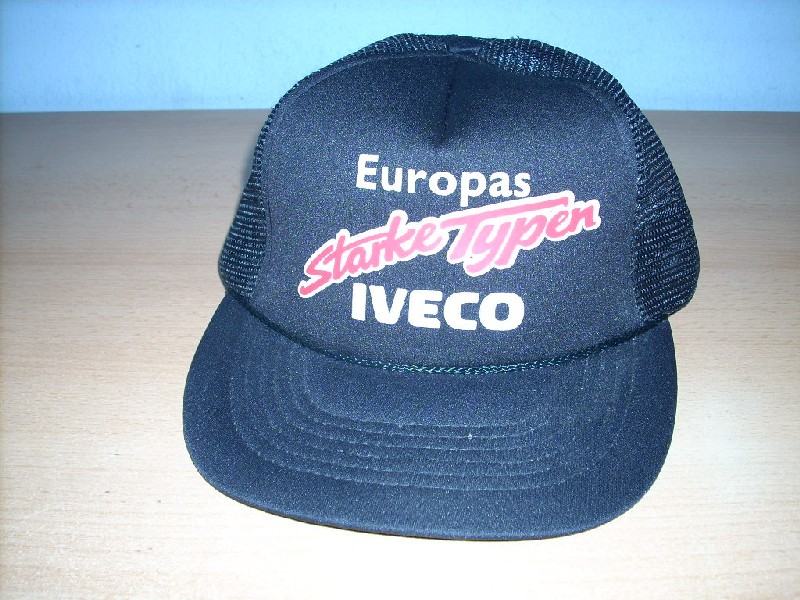 Europas
Starke Typen
IVECO